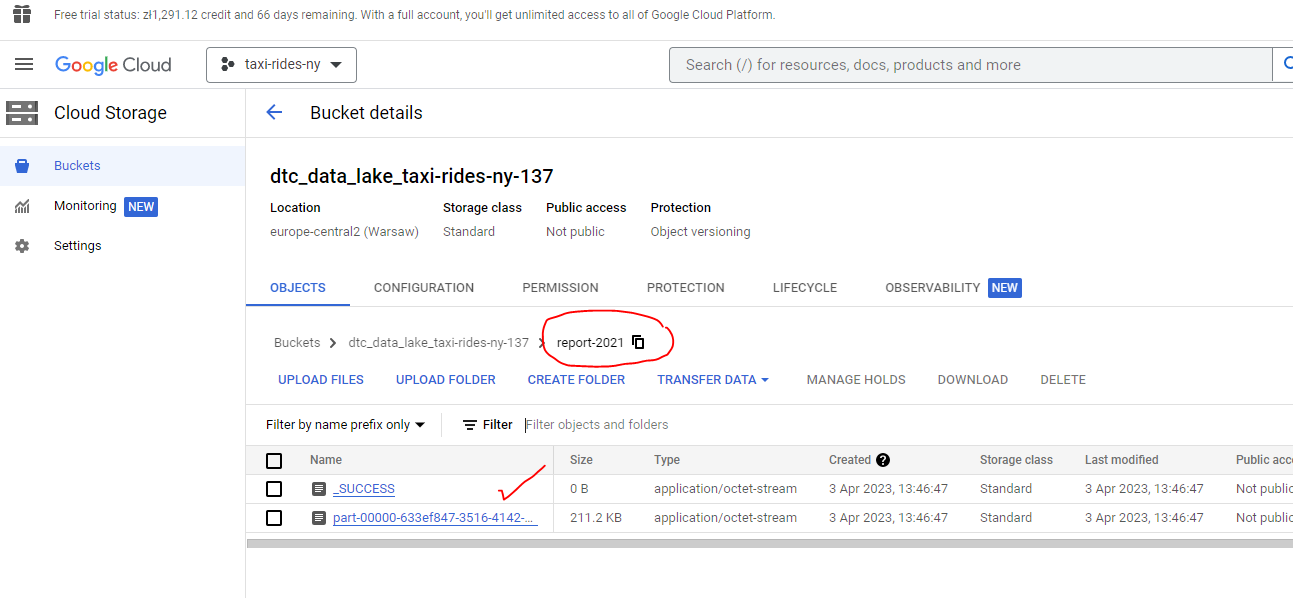 Free trial status: zł1,291.12 credit and 66 days remaining. With a full account, you'll get unlimited access to all of Google Cloud Platform.
Google Cloud taxi-rides-ny Search (/) for resources, docs, products and more
Cloud Storage Bucket details
Buckets
Monitoring NEW
Settings
dtc_data_lake_taxi-rides-ny-137
Location Storage class Public access Protection
europe-central2 (Warsaw) Standard Not public Object versioning
OBJECTS CONFIGURATION PERMISSION PROTECTION LIFECYCLE OBSERVABILITY NEW
Buckets > dtc_data_lake_taxi-rides-ny-137 > report-2021
UPLOAD FILES UPLOAD FOLDER CREATE FOLDER TRANSFER DATA MANAGE HOLDS DOWNLOAD DELETE
Filter by name prefix only Filter Filter objects and folders
Name Size Type Created ? Storage class Last modified Public acc
_SUCCESS 0 B application/octet-stream 3 Apr 2023, 13:46:47 Standard 3 Apr 2023, 13:46:47 Not public
part-00000-633ef847-3516-4142-... 211.2 KB application/octet-stream 3 Apr 2023, 13:46:47 Standard 3 Apr 2023, 13:46:47 Not public